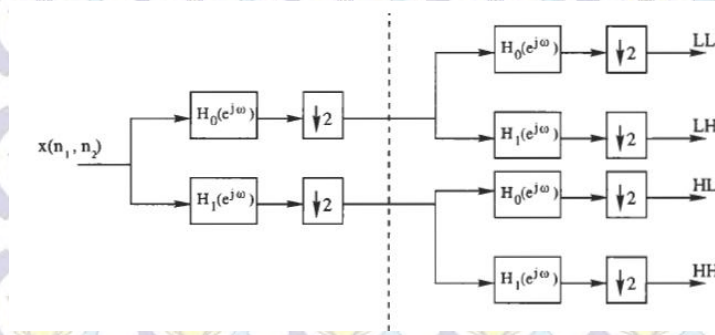 H₀(e^jω) ↓2 LL
H₀(e^jω) ↓2
H₁(e^jω) ↓2 LH
x(n₁, n₂)
H₁(e^jω) ↓2
H₀(e^jω) ↓2 HL
H₁(e^jω) ↓2 HH